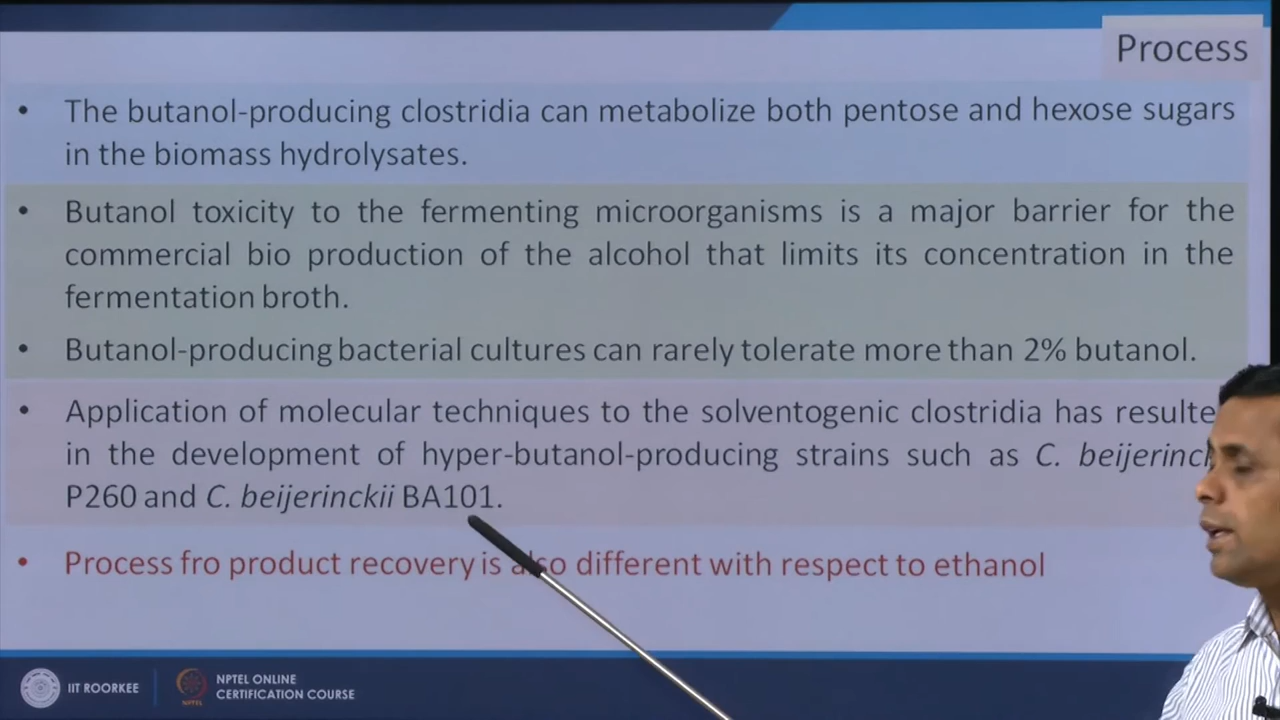 Process
• The butanol-producing clostridia can metabolize both pentose and hexose sugars
in the biomass hydrolysates.
• Butanol toxicity to the fermenting microorganisms is a major barrier for the
commercial bio production of the alcohol that limits its concentration in the
fermentation broth.
• Butanol-producing bacterial cultures can rarely tolerate more than 2% butanol.
• Application of molecular techniques to the solventogenic clostridia has resulte
in the development of hyper-butanol-producing strains such as C. beijerinck
P260 and C. beijerinckii BA101.
• Process fro product recovery is also different with respect to ethanol
IIT ROORKEE
NPTEL ONLINE
CERTIFICATION COURSE
NPTEL